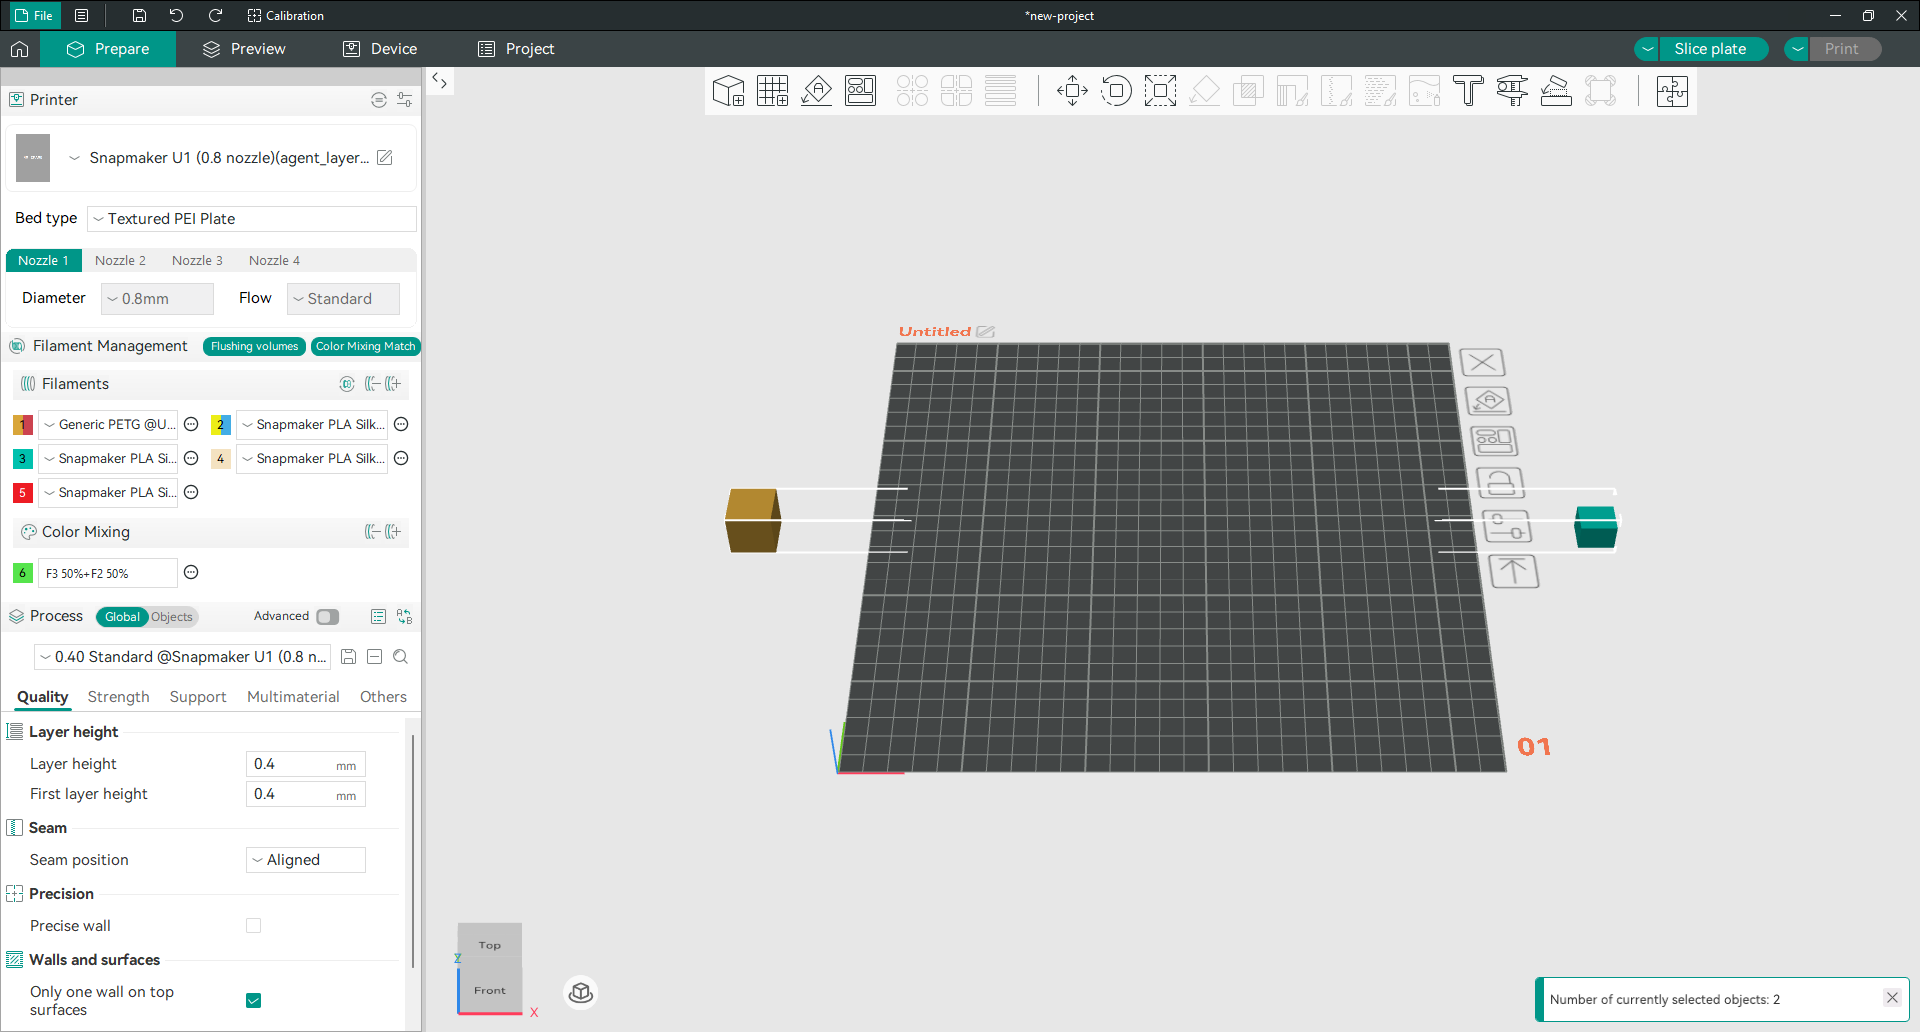 File
Calibration
*new-project
Prepare
Preview
Device
Project
Slice plate
Print
Printer
Snapmaker U1 (0.8 nozzle)(agent_layer...
Bed type
Textured PEI Plate
Nozzle 1
Nozzle 2
Nozzle 3
Nozzle 4
Diameter
0.8mm
Flow
Standard
Filament Management
Flushing volumes
Color Mixing Match
Filaments
1
Generic PETG @U...
2
Snapmaker PLA Silk...
3
Snapmaker PLA Si...
4
Snapmaker PLA Silk...
5
Snapmaker PLA Si...
Color Mixing
6
F3 50%+F2 50%
Process
Global
Objects
Advanced
0.40 Standard @Snapmaker U1 (0.8 n...
Quality
Strength
Support
Multimaterial
Others
Layer height
Layer height
0.4
mm
First layer height
0.4
mm
Seam
Seam position
Aligned
Precision
Precise wall
Walls and surfaces
Only one wall on top
surfaces
Untitled
01
Top
Z
Front
X
Number of currently selected objects: 2